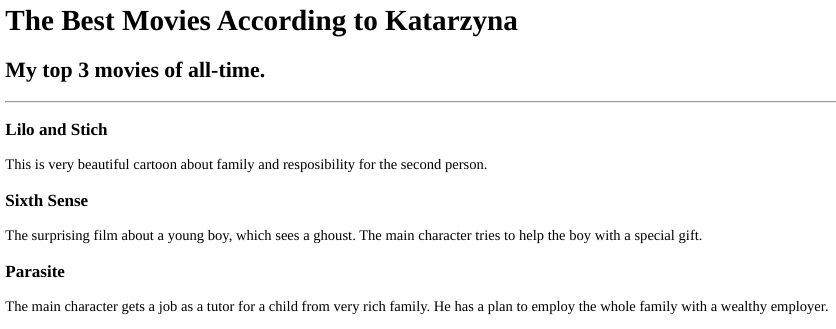 The Best Movies According to Katarzyna
My top 3 movies of all-time.
Lilo and Stich
This is very beautiful cartoon about family and resposibility for the second person.
Sixth Sense
The surprising film about a young boy, which sees a ghoust. The main character tries to help the boy with a special gift.
Parasite
The main character gets a job as a tutor for a child from very rich family. He has a plan to employ the whole family with a wealthy employer.